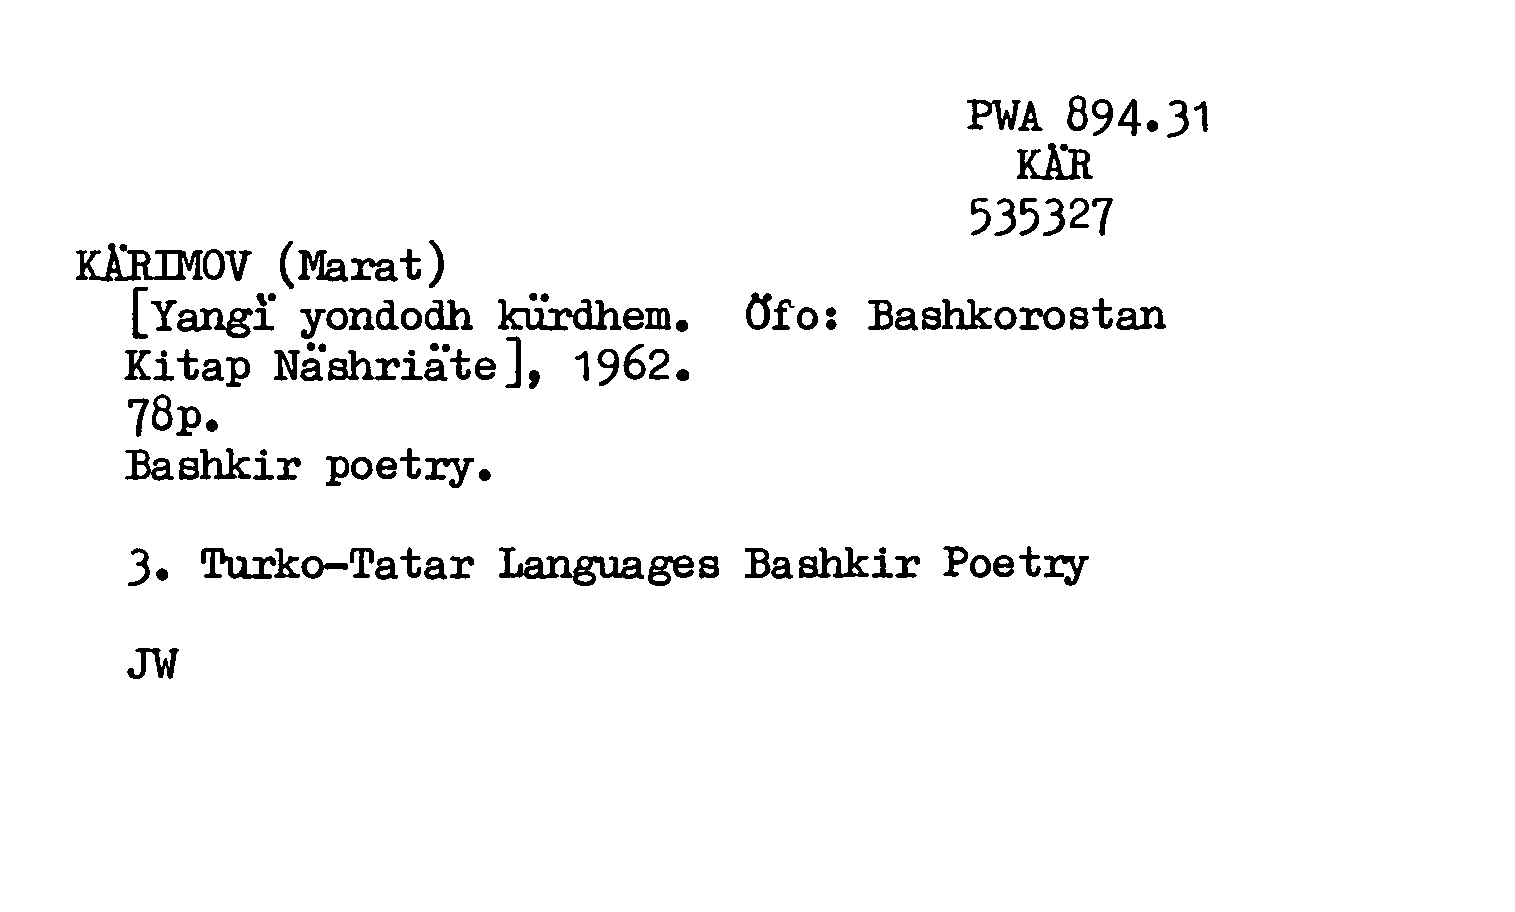 PWA 894.31
KÄR
535327
KÄRIMOV (Marat)
[Yangï yondodh kürdhem. Öfo: Bashkorostan
Kitap Näshriäte], 1962.
78p.
Bashkir poetry.
3. Turko-Tatar Languages Bashkir Poetry
JW